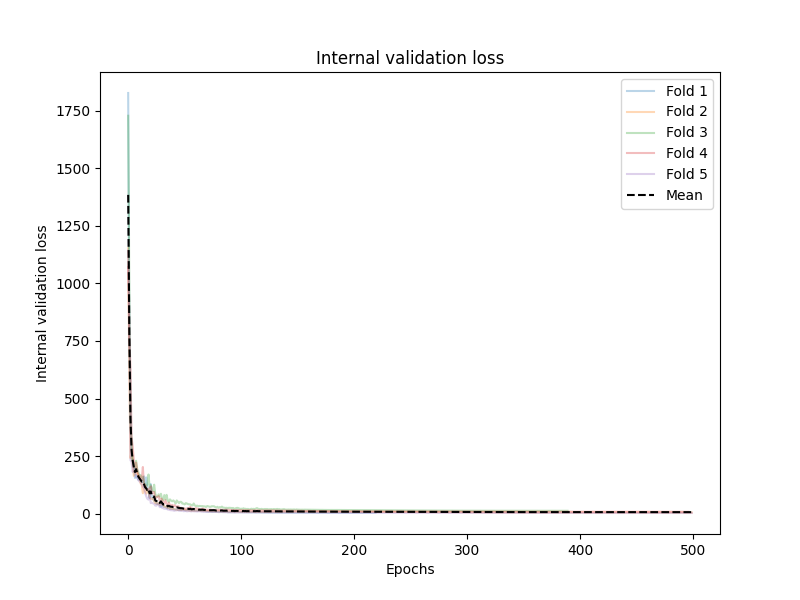 Internal validation loss
Fold 1
Fold 2
Fold 3
Fold 4
Fold 5
Mean
Internal validation loss
1750
1500
1250
1000
750
500
250
0
0 100 200 300 400 500
Epochs